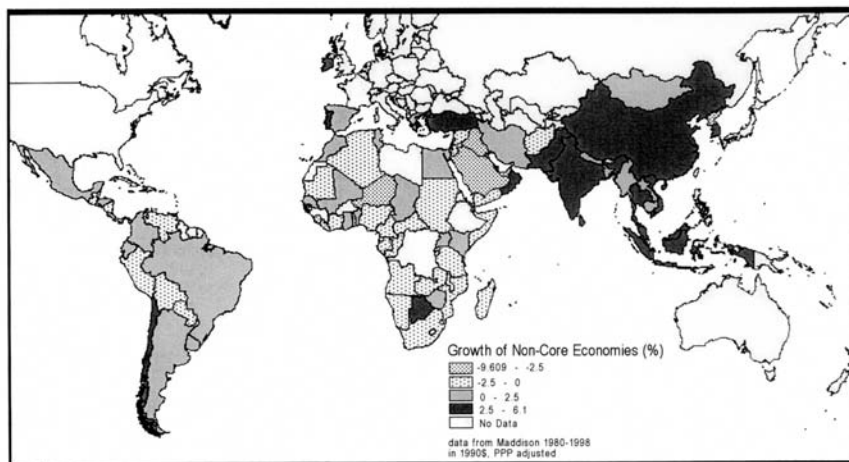 Growth of Non-Core Economies (%)
-9.609 - -2.5
-2.5 - 0
0 - 2.5
2.5 - 6.1
No Data
data from Maddison 1980-1998
in 1990$, PPP adjusted